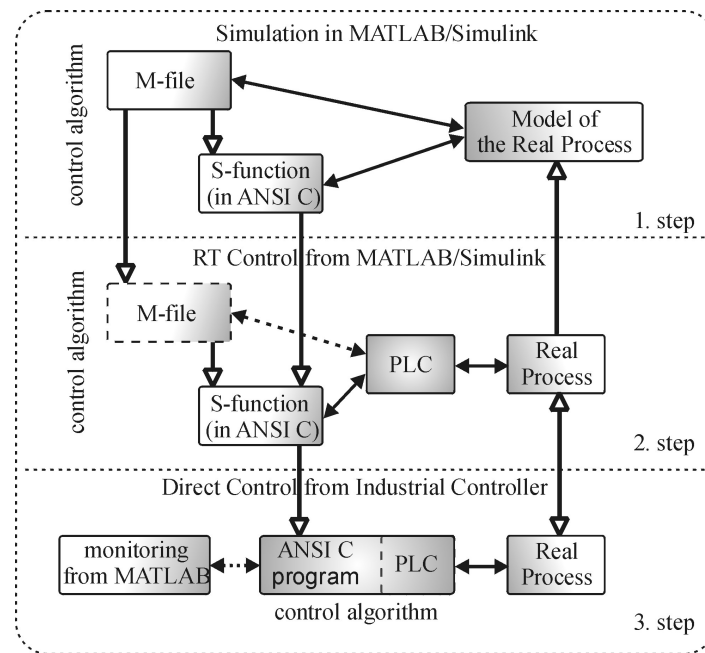 Simulation in MATLAB/Simulink
control algorithm
M-file
Model of
the Real Process
S-function
(in ANSI C)
1. step
RT Control from MATLAB/Simulink
control algorithm
M-file
PLC
Real
Process
S-function
(in ANSI C)
2. step
Direct Control from Industrial Controller
monitoring
from MATLAB
ANSI C
program
PLC
Real
Process
control algorithm
3. step